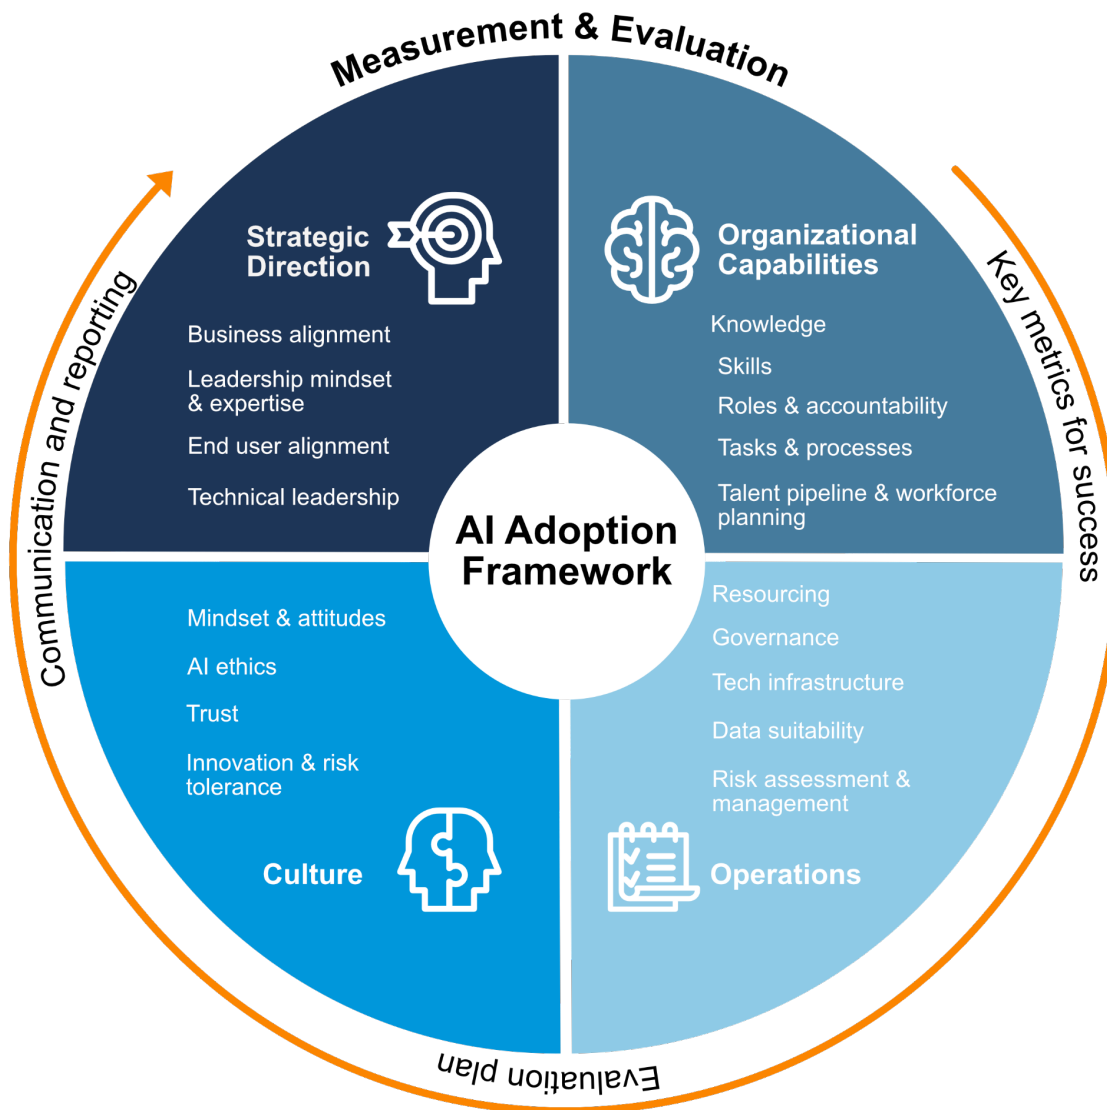 Measurement & Evaluation
Strategic
Direction
Business alignment
Leadership mindset
& expertise
End user alignment
Technical leadership
Organizational
Capabilities
Knowledge
Skills
Roles & accountability
Tasks & processes
Talent pipeline & workforce
planning
AI Adoption
Framework
Mindset & attitudes
AI ethics
Trust
Innovation & risk
tolerance
Culture
Resourcing
Governance
Tech infrastructure
Data suitability
Risk assessment &
management
Operations
Key metrics for success
Evaluation plan
Communication and reporting